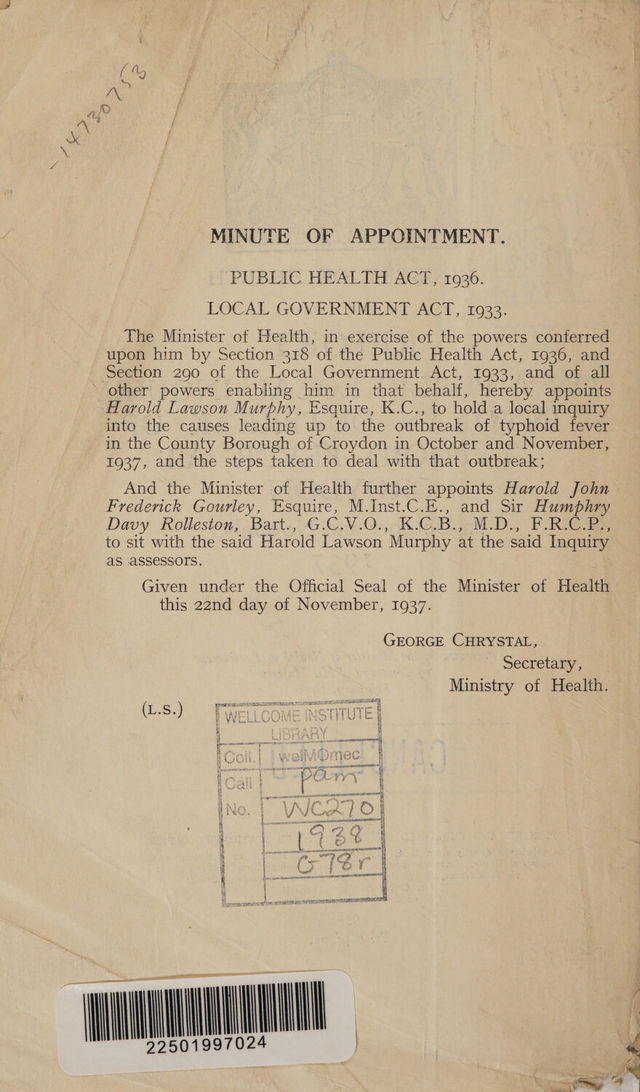 -14730753
MINUTE OF APPOINTMENT.
PUBLIC HEALTH ACT, 1936.
LOCAL GOVERNMENT ACT, 1933.
The Minister of Health, in exercise of the powers conferred
upon him by Section 318 of the Public Health Act, 1936, and
Section 290 of the Local Government Act, 1933, and of all
other powers enabling him in that behalf, hereby appoints
Harold Lawson Murphy, Esquire, K.C., to hold a local inquiry
into the causes leading up to the outbreak of typhoid fever
in the County Borough of Croydon in October and November,
1937, and the steps taken to deal with that outbreak;
And the Minister of Health further appoints Harold John
Frederick Gourley, Esquire, M.Inst.C.E., and Sir Humphry
Davy Rolleston, Bart., G.C.V.O., K.C.B., M.D., F.R.C.P.,
to sit with the said Harold Lawson Murphy at the said Inquiry
as assessors.
Given under the Official Seal of the Minister of Health
this 22nd day of November, 1937.
GEORGE CHRYSTAL,
Secretary,
Ministry of Health.
(L.S.)
WELLCOME INSTITUTE
LIBRARY
Coll. welMOmec
Call pam
No. WC270
1938
G78r
22501997024